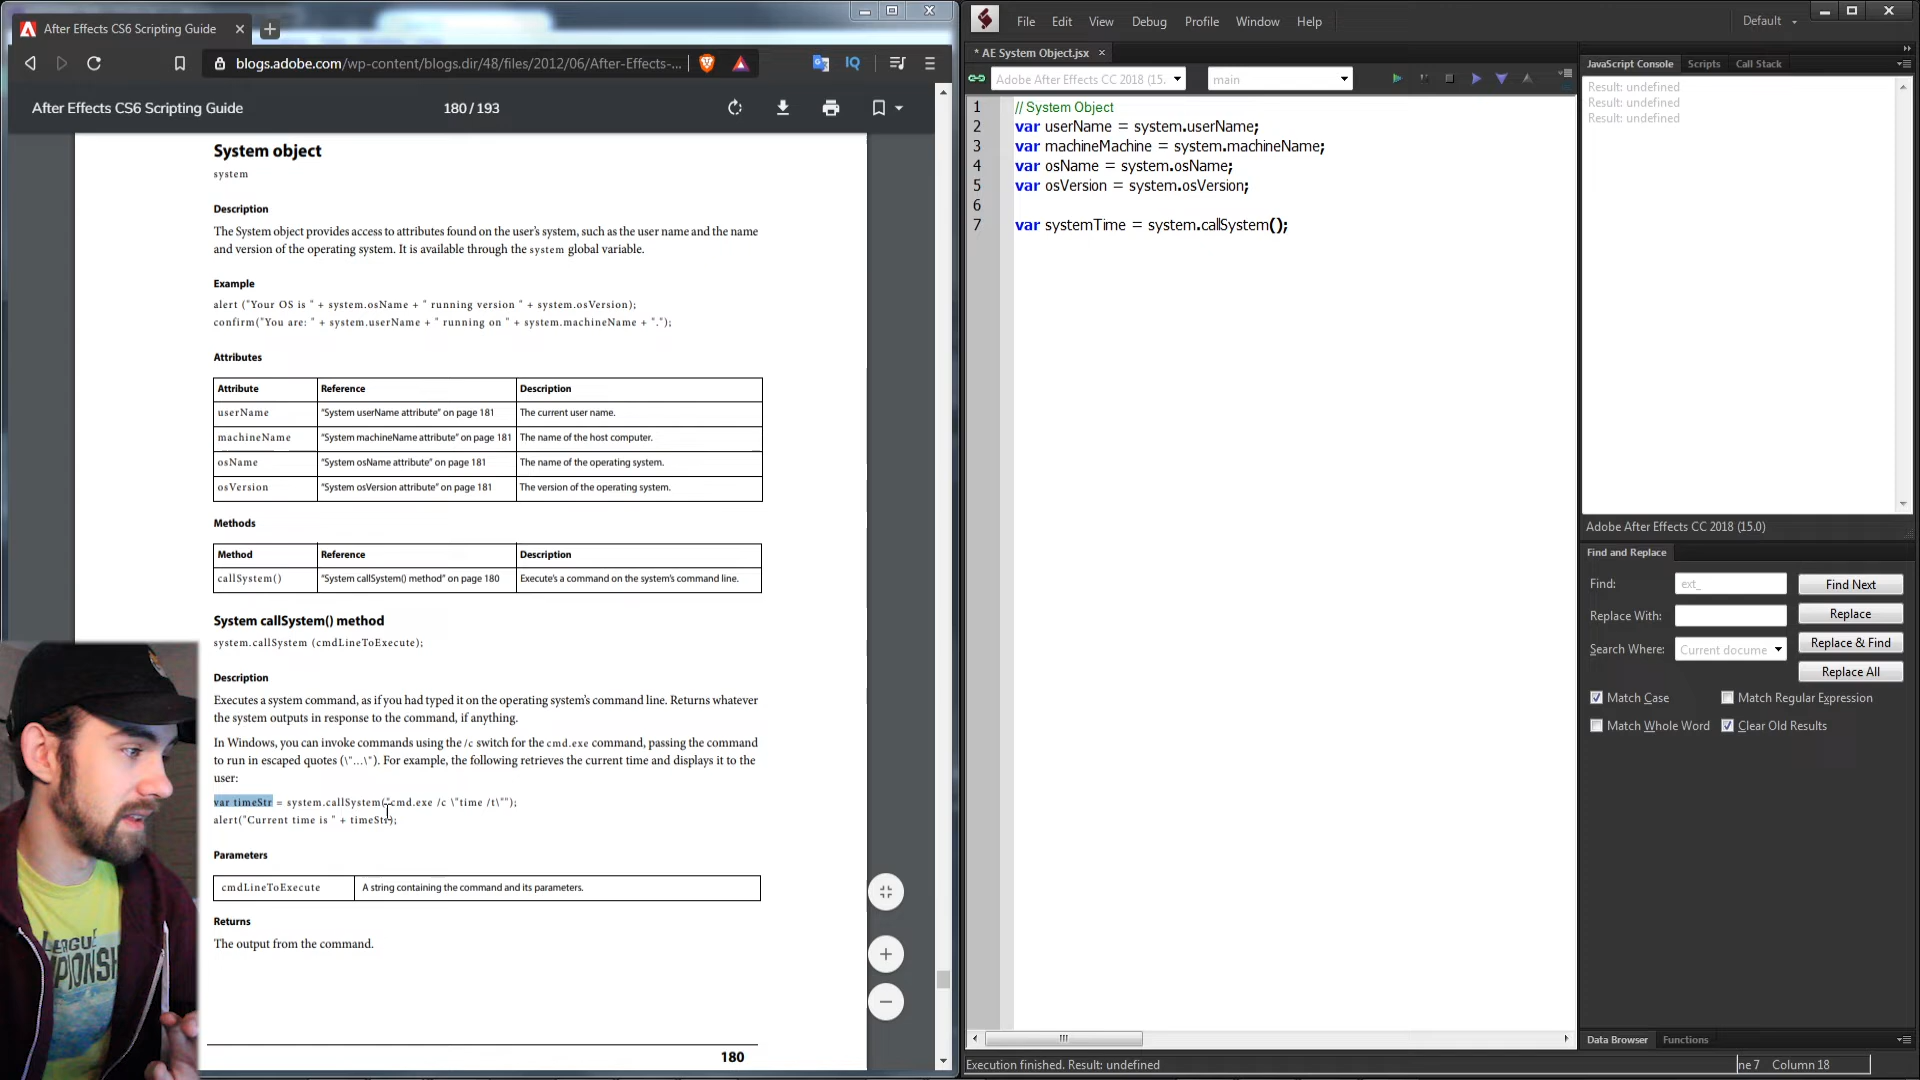 After Effects CS6 Scripting Guide
blogs.adobe.com/wp-content/blogs.dir/48/files/2012/06/After-Effects-...
IQ
After Effects CS6 Scripting Guide
180 / 193
System object
system
Description
The System object provides access to attributes found on the user's system, such as the user name and the name
and version of the operating system. It is available through the system global variable.
Example
alert ("Your OS is " + system.osName + " running version " + system.osVersion);
confirm("You are: " + system.userName + " running on " + system.machineName + ".");
Attributes
Attribute Reference Description
userName "System userName attribute" on page 181 The current user name.
machineName "System machineName attribute" on page 181 The name of the host computer.
osName "System osName attribute" on page 181 The name of the operating system.
osVersion "System osVersion attribute" on page 181 The version of the operating system.
Methods
Method Reference Description
callSystem() "System callSystem() method" on page 180 Execute's a command on the system's command line.
System callSystem() method
system.callSystem (cmdLineToExecute);
Description
Executes a system command, as if you had typed it on the operating system's command line. Returns whatever
the system outputs in response to the command, if anything.
In Windows, you can invoke commands using the /c switch for the cmd.exe command, passing the command
to run in escaped quotes (\"...\"). For example, the following retrieves the current time and displays it to the
user:
var timeStr = system.callSystem("cmd.exe /c \"time /t\"");
alert("Current time is " + timeStr);
Parameters
cmdLineToExecute A string containing the command and its parameters.
Returns
The output from the command.
180
File Edit View Debug Profile Window Help
Default
* AE System Object.jsx
Adobe After Effects CC 2018 (15.
main
1 // System Object
2 var userName = system.userName;
3 var machineMachine = system.machineName;
4 var osName = system.osName;
5 var osVersion = system.osVersion;
6
7 var systemTime = system.callSystem();
JavaScript Console Scripts Call Stack
Result: undefined
Result: undefined
Result: undefined
Adobe After Effects CC 2018 (15.0)
Find and Replace
Find: ext_ Find Next
Replace With: Replace
Replace & Find
Search Where: Current docume
Replace All
Match Case Match Regular Expression
Match Whole Word Clear Old Results
Data Browser Functions
Execution finished. Result: undefined
ne 7 Column 18